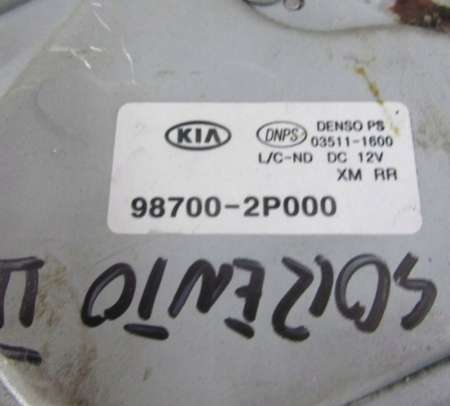 KIA DNPS DENSO PS
03511-1600
L/C-ND DC 12V
XM RR
98700-2P000
SORENTO II